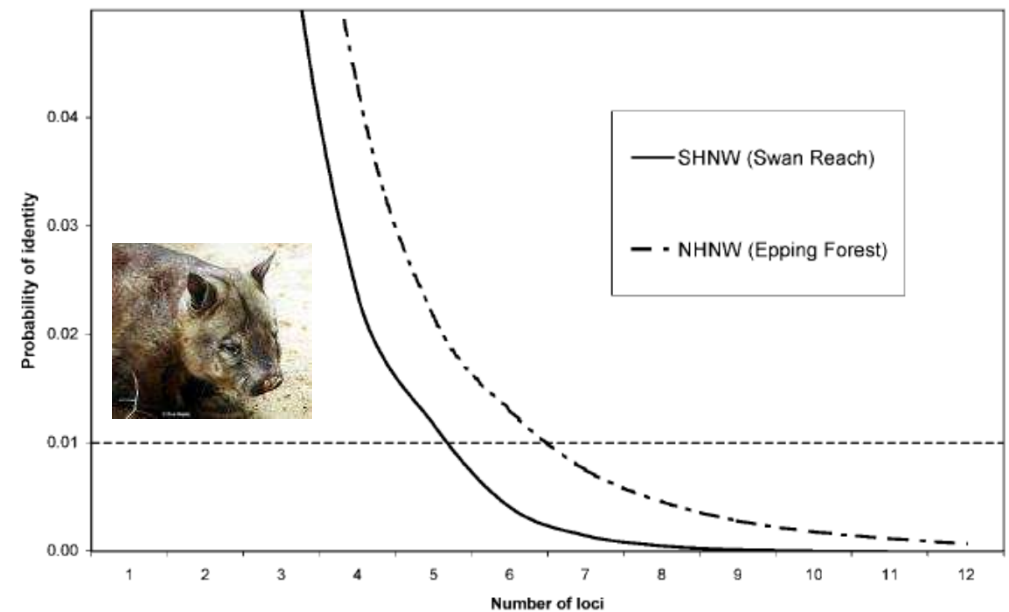 0.04
0.03
0.02
0.01
0.00
Probability of identity
SHNW (Swan Reach)
NHNW (Epping Forest)
1 2 3 4 5 6 7 8 9 10 11 12
Number of loci